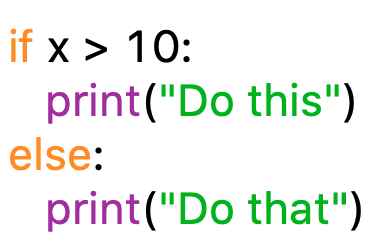 if x > 10:
    print("Do this")
else:
    print("Do that")